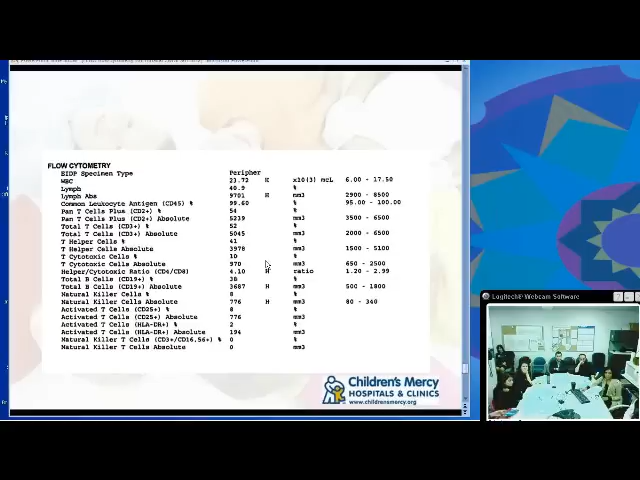 FLOW CYTOMETRY
EIDP Specimen Type Peripher
WBC 23.72 H x10(3) mcL 6.00 - 17.50
Lymph 40.9 %
Lymph Abs 9701 H mm3 2900 - 8500
Common Leukocyte Antigen (CD45) % 99.60 % 95.00 - 100.00
Pan T Cells Plus (CD2+) % 54 %
Pan T Cells Plus (CD2+) Absolute 5239 mm3 3500 - 6500
Total T Cells (CD3+) % 52 %
Total T Cells (CD3+) Absolute 5045 mm3 2000 - 6500
T Helper Cells % 41 %
T Helper Cells Absolute 3978 mm3 1500 - 5100
T Cytotoxic Cells % 10 %
T Cytotoxic Cells Absolute 970 mm3 650 - 2500
Helper/Cytotoxic Ratio (CD4/CD8) 4.10 H ratio 1.20 - 2.99
Total B Cells (CD19+) % 38 %
Total B Cells (CD19+) Absolute 3687 H mm3 500 - 1800
Natural Killer Cells % 8 %
Natural Killer Cells Absolute 776 H mm3 80 - 340
Activated T Cells (CD25+) % 8 %
Activated T Cells (CD25+) Absolute 776 mm3
Activated T Cells (HLA-DR+) % 2 %
Activated T Cells (HLA-DR+) Absolute 194 mm3
Natural Killer T Cells (CD3+/CD16,56+) % 0 %
Natural Killer T Cells Absolute 0 mm3
Children's Mercy
HOSPITALS & CLINICS
www.childrensmercy.org
Logitech® Webcam Software